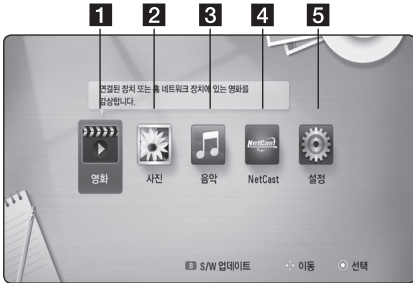 1 2 3 4 5
연결된 장치 또는 홈 네트워크 장치에 있는 영화를
감상합니다.
NetCast
영화 사진 음악 NetCast 설정
B S/W 업데이트 이동 선택